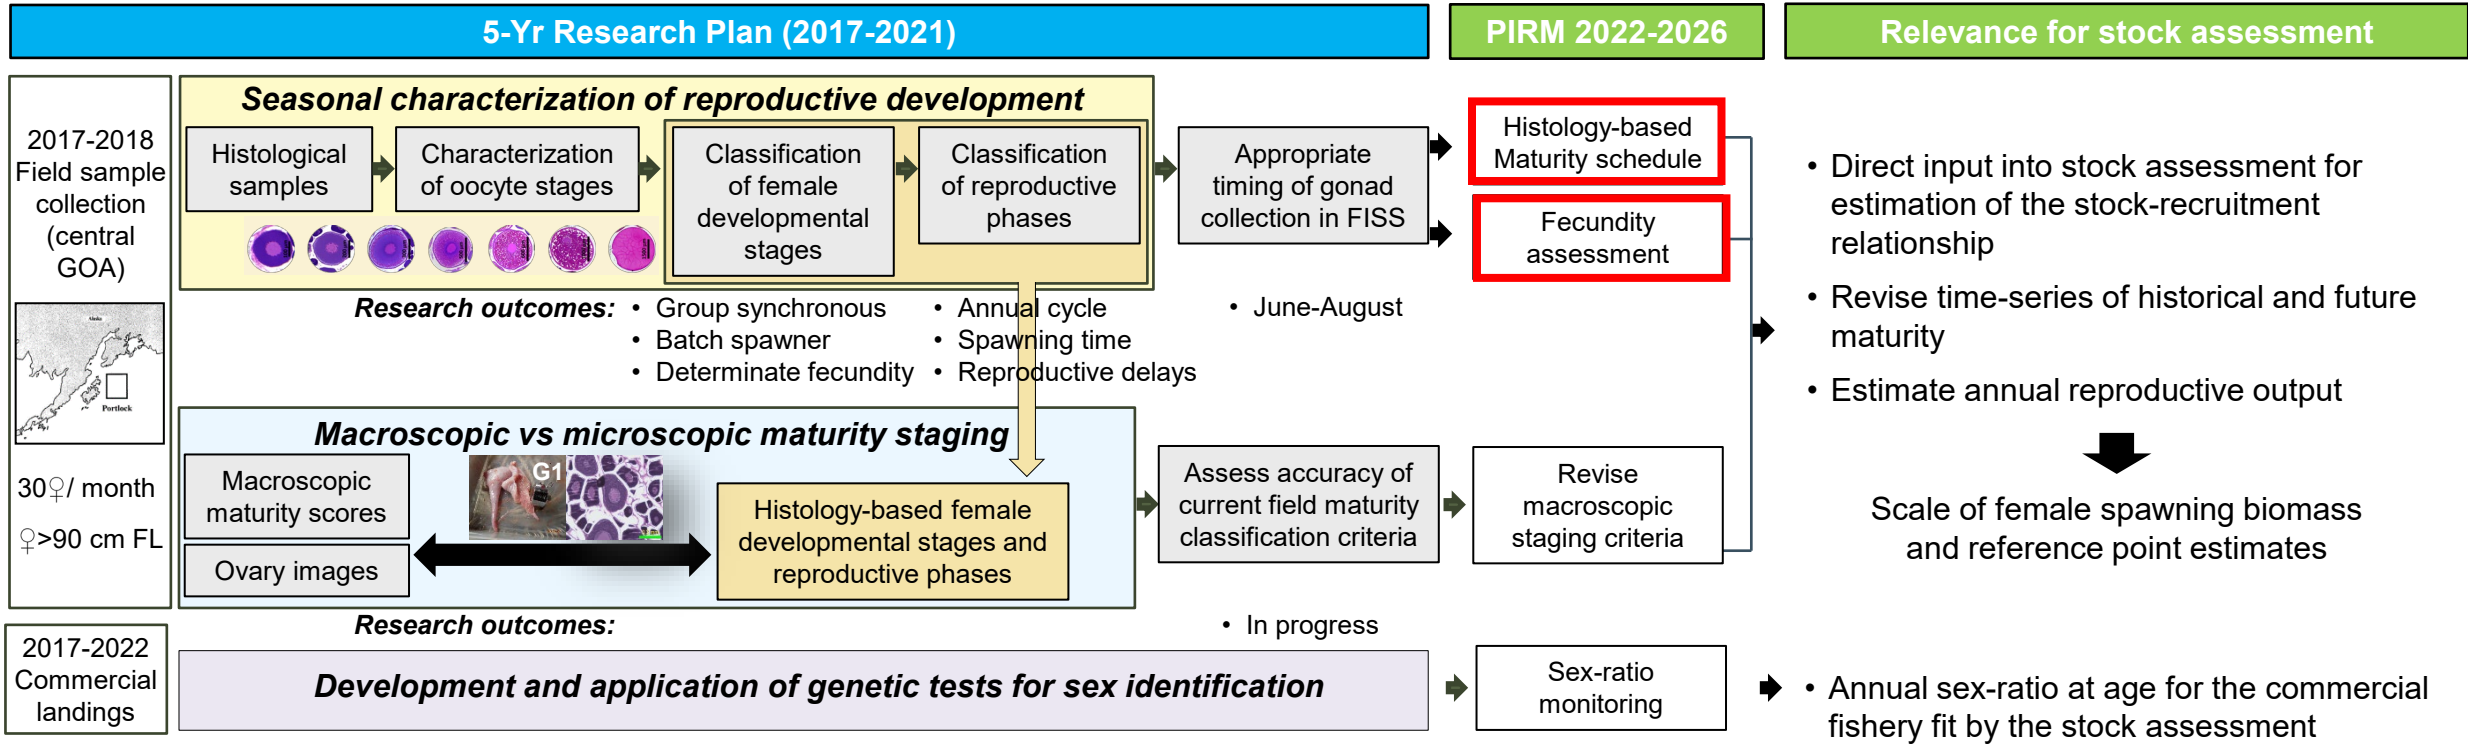 5-Yr Research Plan (2017-2021)
PIRM 2022-2026
Relevance for stock assessment
2017-2018
Field sample
collection
(central
GOA)
Alaska
Portlock
30♀/ month
♀>90 cm FL
Seasonal characterization of reproductive development
Histological
samples
Characterization
of oocyte stages
Classification
of female
developmental
stages
Classification
of reproductive
phases
Appropriate
timing of gonad
collection in FISS
Histology-based
Maturity schedule
Fecundity
assessment
Research outcomes:
• Group synchronous
• Batch spawner
• Determinate fecundity
• Annual cycle
• Spawning time
• Reproductive delays
• June-August
Macroscopic vs microscopic maturity staging
Macroscopic
maturity scores
Ovary images
G1
Histology-based female
developmental stages and
reproductive phases
Assess accuracy of
current field maturity
classification criteria
Revise
macroscopic
staging criteria
Research outcomes:
• In progress
• Direct input into stock assessment for
estimation of the stock-recruitment
relationship
• Revise time-series of historical and future
maturity
• Estimate annual reproductive output
Scale of female spawning biomass
and reference point estimates
2017-2022
Commercial
landings
Development and application of genetic tests for sex identification
Sex-ratio
monitoring
• Annual sex-ratio at age for the commercial
fishery fit by the stock assessment